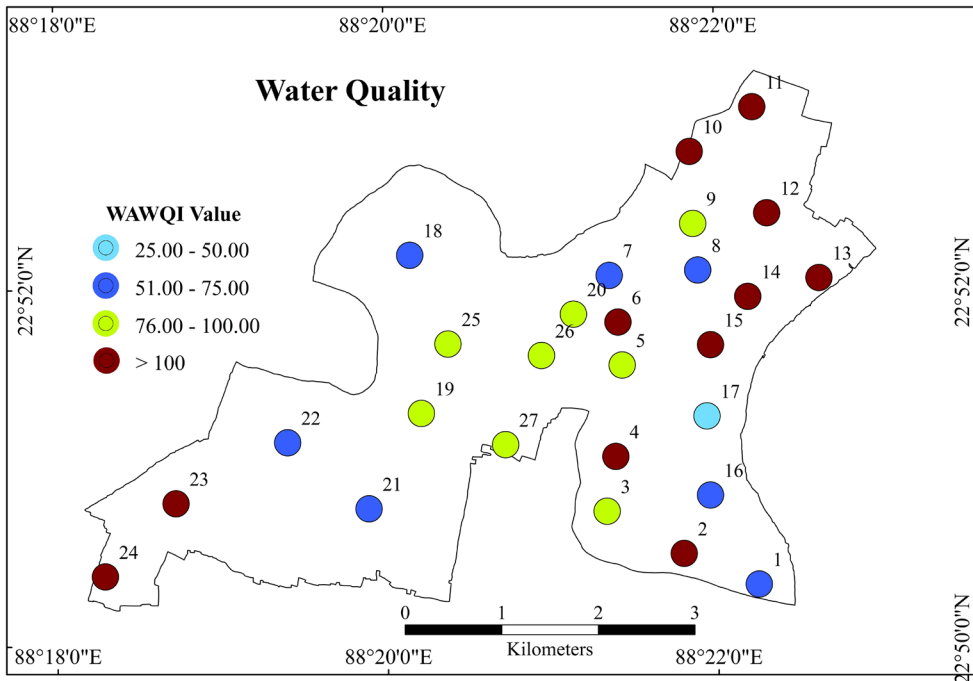 88°18'0"E 88°20'0"E 88°22'0"E
Water Quality
11
10
12
9
18
7
8
13
14
WAWQI Value
25.00 - 50.00
51.00 - 75.00
76.00 - 100.00
> 100
22°52'0"N
22°52'0"N
20
6
15
25
26
5
19
17
22
27
4
23
21
3
16
24
2
1
0 1 2 3
Kilometers
22°50'0"N
88°18'0"E 88°20'0"E 88°22'0"E